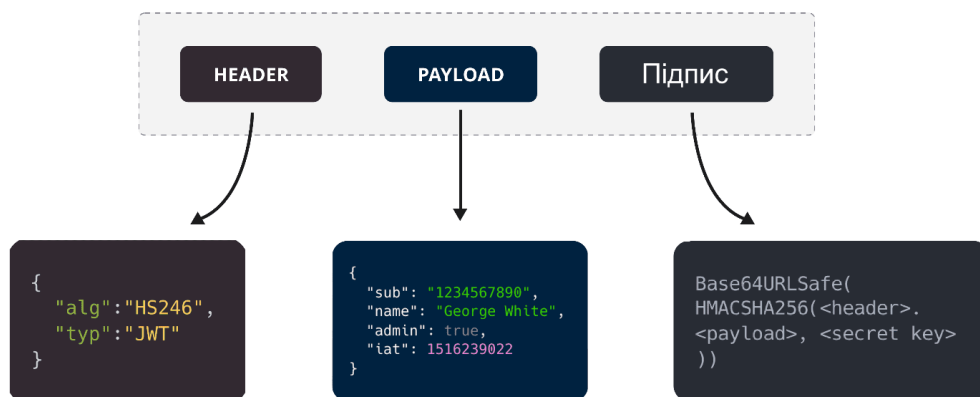 HEADER
PAYLOAD
Підпис
{
"alg":"HS246",
"typ":"JWT"
}
{
"sub": "1234567890",
"name": "George White",
"admin": true,
"iat": 1516239022
}
Base64URLSafe(
HMACSHA256(<header>.
<payload>, <secret key>
))